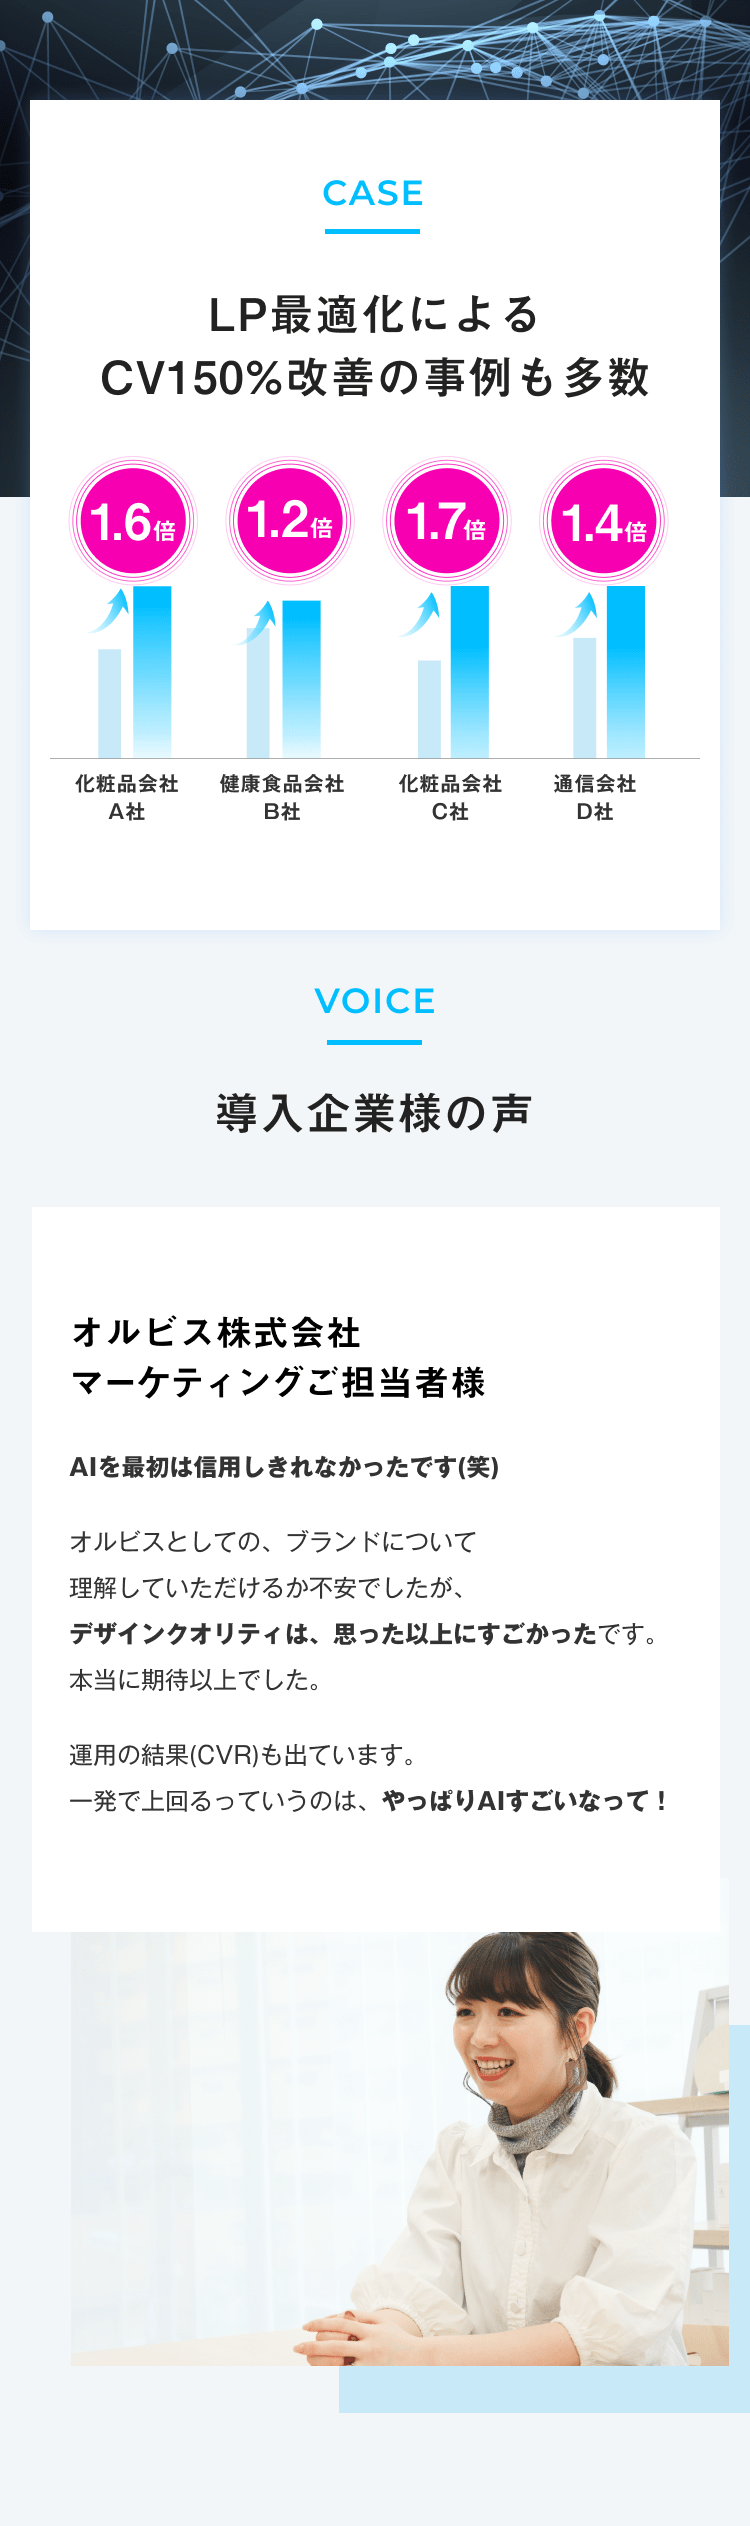 CASE
LP最適化による
CV150%改善の事例も多数
1.6倍
1.2倍
1.7倍
1.4倍
化粧品会社
A社
健康食品会社
B社
化粧品会社
C社
通信会社
D社
VOICE
導入企業様の声
オルビス株式会社
マーケティングご担当者様
AIを最初は信用しきれなかったです(笑)
オルビスとしての、ブランドについて
理解していただけるか不安でしたが、
デザインクオリティは、思った以上にすごかったです。
本当に期待以上でした。
運用の結果(CVR)も出ています。
一発で上回るっていうのは、やっぱりAIすごいなって！